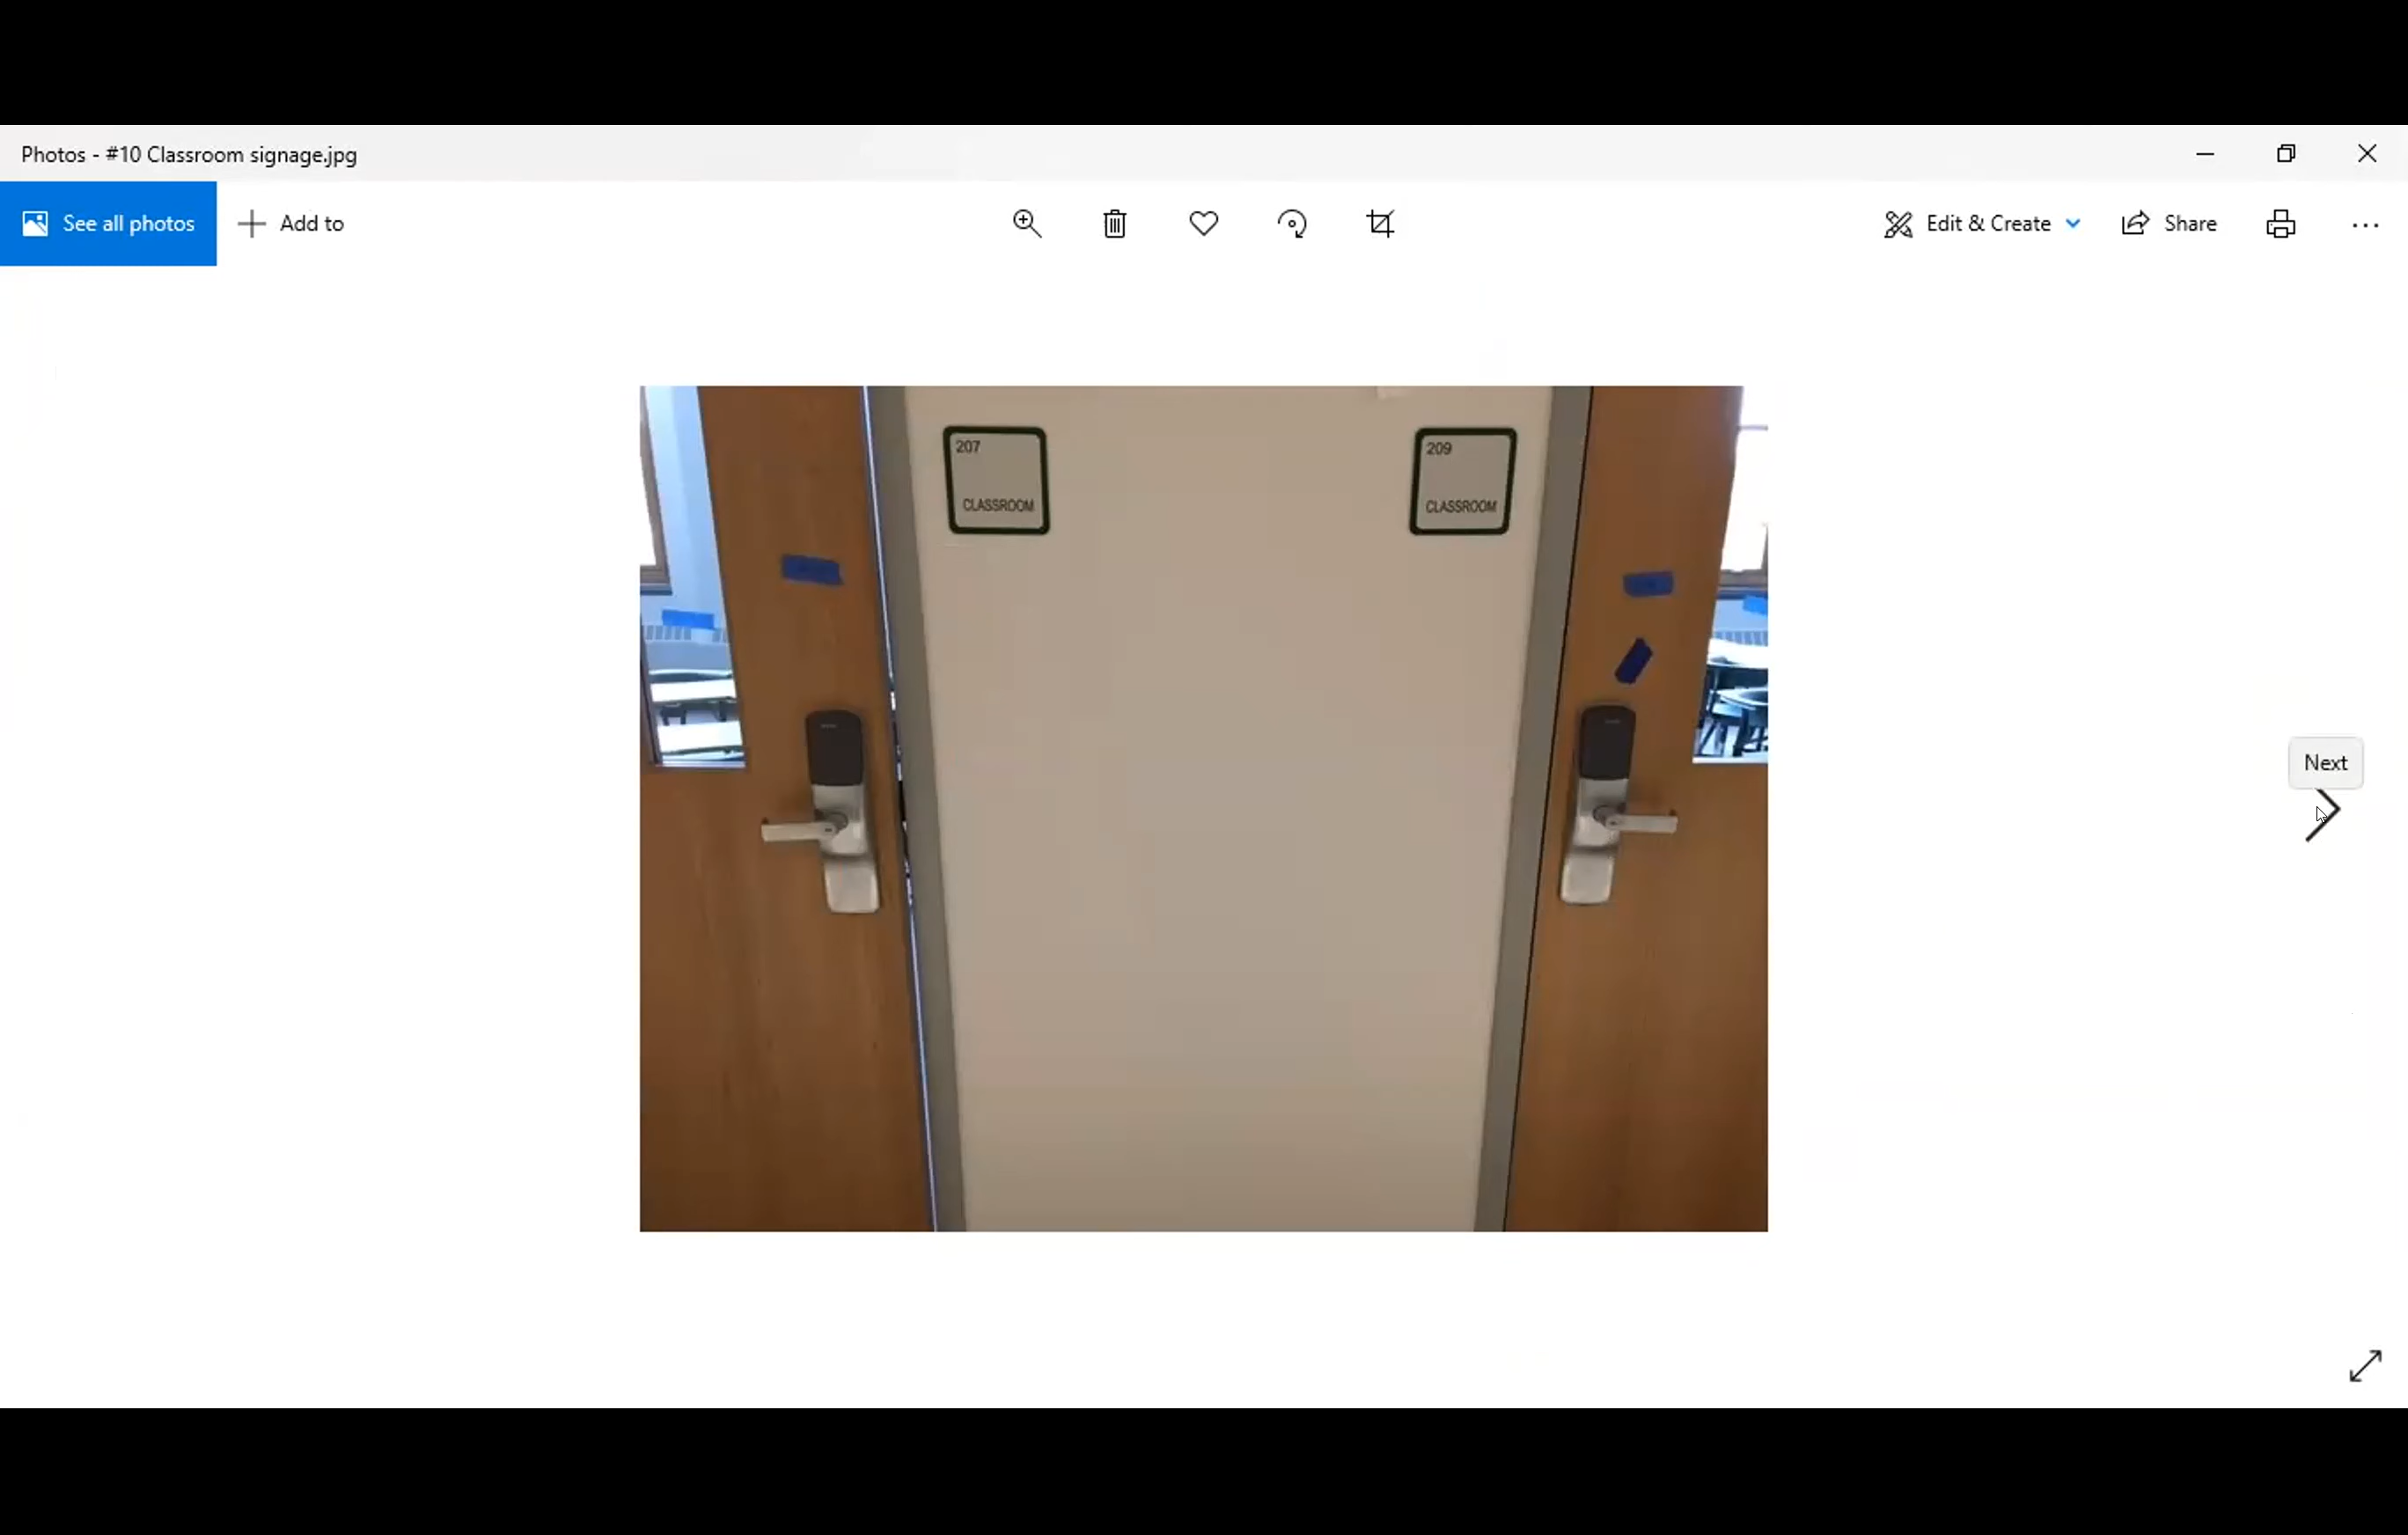 Photos - #10 Classroom signage.jpg
See all photos
Add to
Edit & Create
Share
207
CLASSROOM
209
CLASSROOM
Next